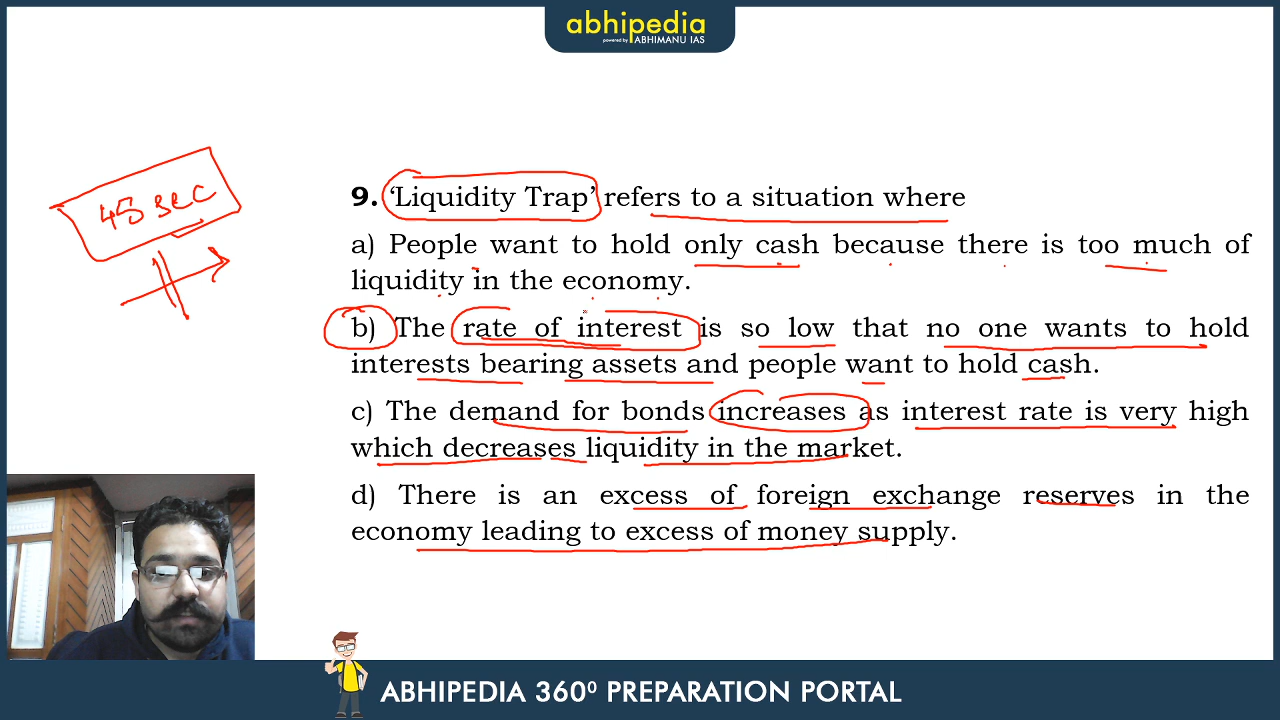 abhipedia
powered by ABHIMANU IAS
45 sec
9. 'Liquidity Trap' refers to a situation where
a) People want to hold only cash because there is too much of
liquidity in the economy.
b) The rate of interest is so low that no one wants to hold
interests bearing assets and people want to hold cash.
c) The demand for bonds increases as interest rate is very high
which decreases liquidity in the market.
d) There is an excess of foreign exchange reserves in the
economy leading to excess of money supply.
ABHIPEDIA 360⁰ PREPARATION PORTAL